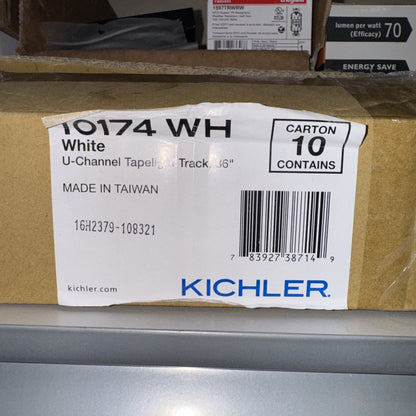 1597TRWRW
lumen per watt
(Efficacy) 70
ENERGY SAVE
10174 WH
White
U-Channel Tapelight Track, 36"
MADE IN TAIWAN
16H2379-108321
CARTON
10
CONTAINS
7 83927 38714 9
kichler.com
KICHLER®